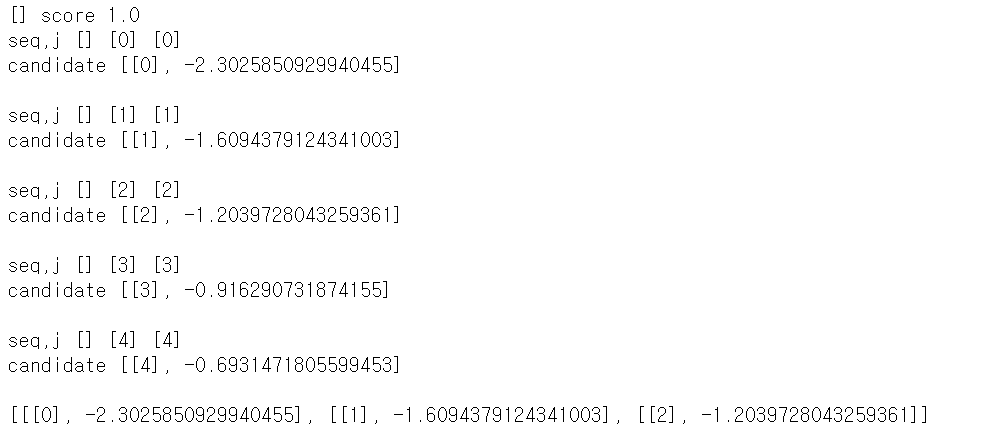 [] score 1.0
seq,j [] [0] [0]
candidate [[0], -2.3025850929940455]
seq,j [] [1] [1]
candidate [[1], -1.6094379124341003]
seq,j [] [2] [2]
candidate [[2], -1.2039728043259361]
seq,j [] [3] [3]
candidate [[3], -0.916290731874155]
seq,j [] [4] [4]
candidate [[4], -0.6931471805599453]
[[[0], -2.3025850929940455], [[1], -1.6094379124341003], [[2], -1.2039728043259361]]